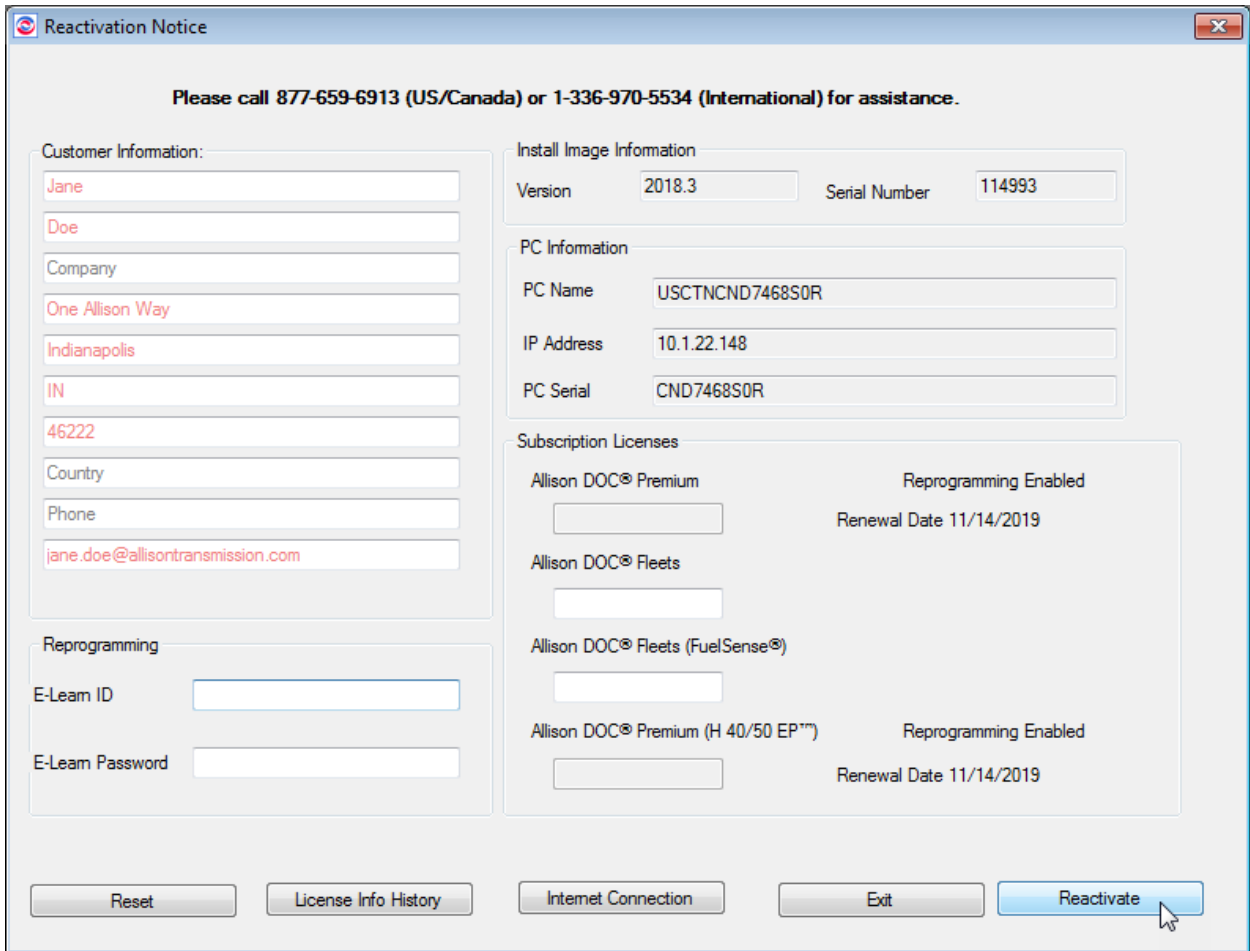 Reactivation Notice
Please call 877-659-6913 (US/Canada) or 1-336-970-5534 (International) for assistance.
Customer Information:
Jane
Doe
Company
One Allison Way
Indianapolis
IN
46222
Country
Phone
jane.doe@allisontransmission.com
Reprogramming
E-Learn ID
E-Learn Password
Install Image Information
Version 2018.3 Serial Number 114993
PC Information
PC Name USCTNCND7468S0R
IP Address 10.1.22.148
PC Serial CND7468S0R
Subscription Licenses
Allison DOC® Premium Reprogramming Enabled
Renewal Date 11/14/2019
Allison DOC® Fleets
Allison DOC® Fleets (FuelSense®)
Allison DOC® Premium (H 40/50 EP™) Reprogramming Enabled
Renewal Date 11/14/2019
Reset License Info History Internet Connection Exit Reactivate